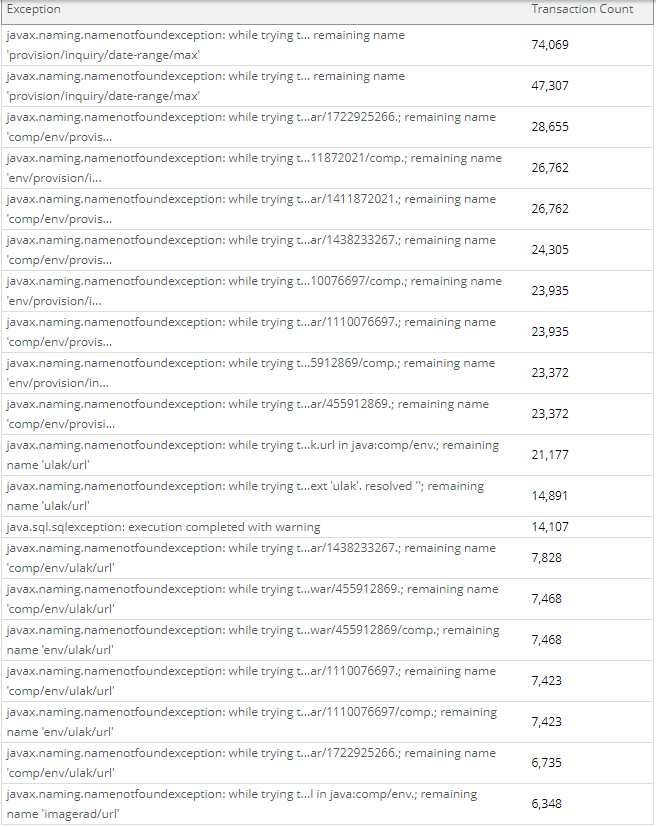 Exception Transaction Count
javax.naming.namenotfoundexception: while trying t... remaining name
'provision/inquiry/date-range/max'
74,069
javax.naming.namenotfoundexception: while trying t... remaining name
'provision/inquiry/date-range/max'
47,307
javax.naming.namenotfoundexception: while trying t...ar/1722925266.; remaining name
'comp/env/provis...
28,655
javax.naming.namenotfoundexception: while trying t...11872021/comp.; remaining name
'env/provision/i...
26,762
javax.naming.namenotfoundexception: while trying t...ar/1411872021.; remaining name
'comp/env/provis...
26,762
javax.naming.namenotfoundexception: while trying t...ar/1438233267.; remaining name
'comp/env/provis...
24,305
javax.naming.namenotfoundexception: while trying t...10076697/comp.; remaining name
'env/provision/i...
23,935
javax.naming.namenotfoundexception: while trying t...ar/1110076697.; remaining name
'comp/env/provis...
23,935
javax.naming.namenotfoundexception: while trying t...5912869/comp.; remaining name
'env/provision/in...
23,372
javax.naming.namenotfoundexception: while trying t...ar/455912869.; remaining name
'comp/env/provisi...
23,372
javax.naming.namenotfoundexception: while trying t...k.url in java:comp/env.; remaining
name 'ulak/url'
21,177
javax.naming.namenotfoundexception: while trying t...ext 'ulak'. resolved ''; remaining
name 'ulak/url'
14,891
java.sql.sqlexception: execution completed with warning
14,107
javax.naming.namenotfoundexception: while trying t...ar/1438233267.; remaining name
'comp/env/ulak/url'
7,828
javax.naming.namenotfoundexception: while trying t...war/455912869.; remaining name
'comp/env/ulak/url'
7,468
javax.naming.namenotfoundexception: while trying t...war/455912869/comp.; remaining
name 'env/ulak/url'
7,468
javax.naming.namenotfoundexception: while trying t...ar/1110076697.; remaining name
'comp/env/ulak/url'
7,423
javax.naming.namenotfoundexception: while trying t...ar/1110076697/comp.; remaining
name 'env/ulak/url'
7,423
javax.naming.namenotfoundexception: while trying t...ar/1722925266.; remaining name
'comp/env/ulak/url'
6,735
javax.naming.namenotfoundexception: while trying t...l in java:comp/env.; remaining
name 'imagerad/url'
6,348